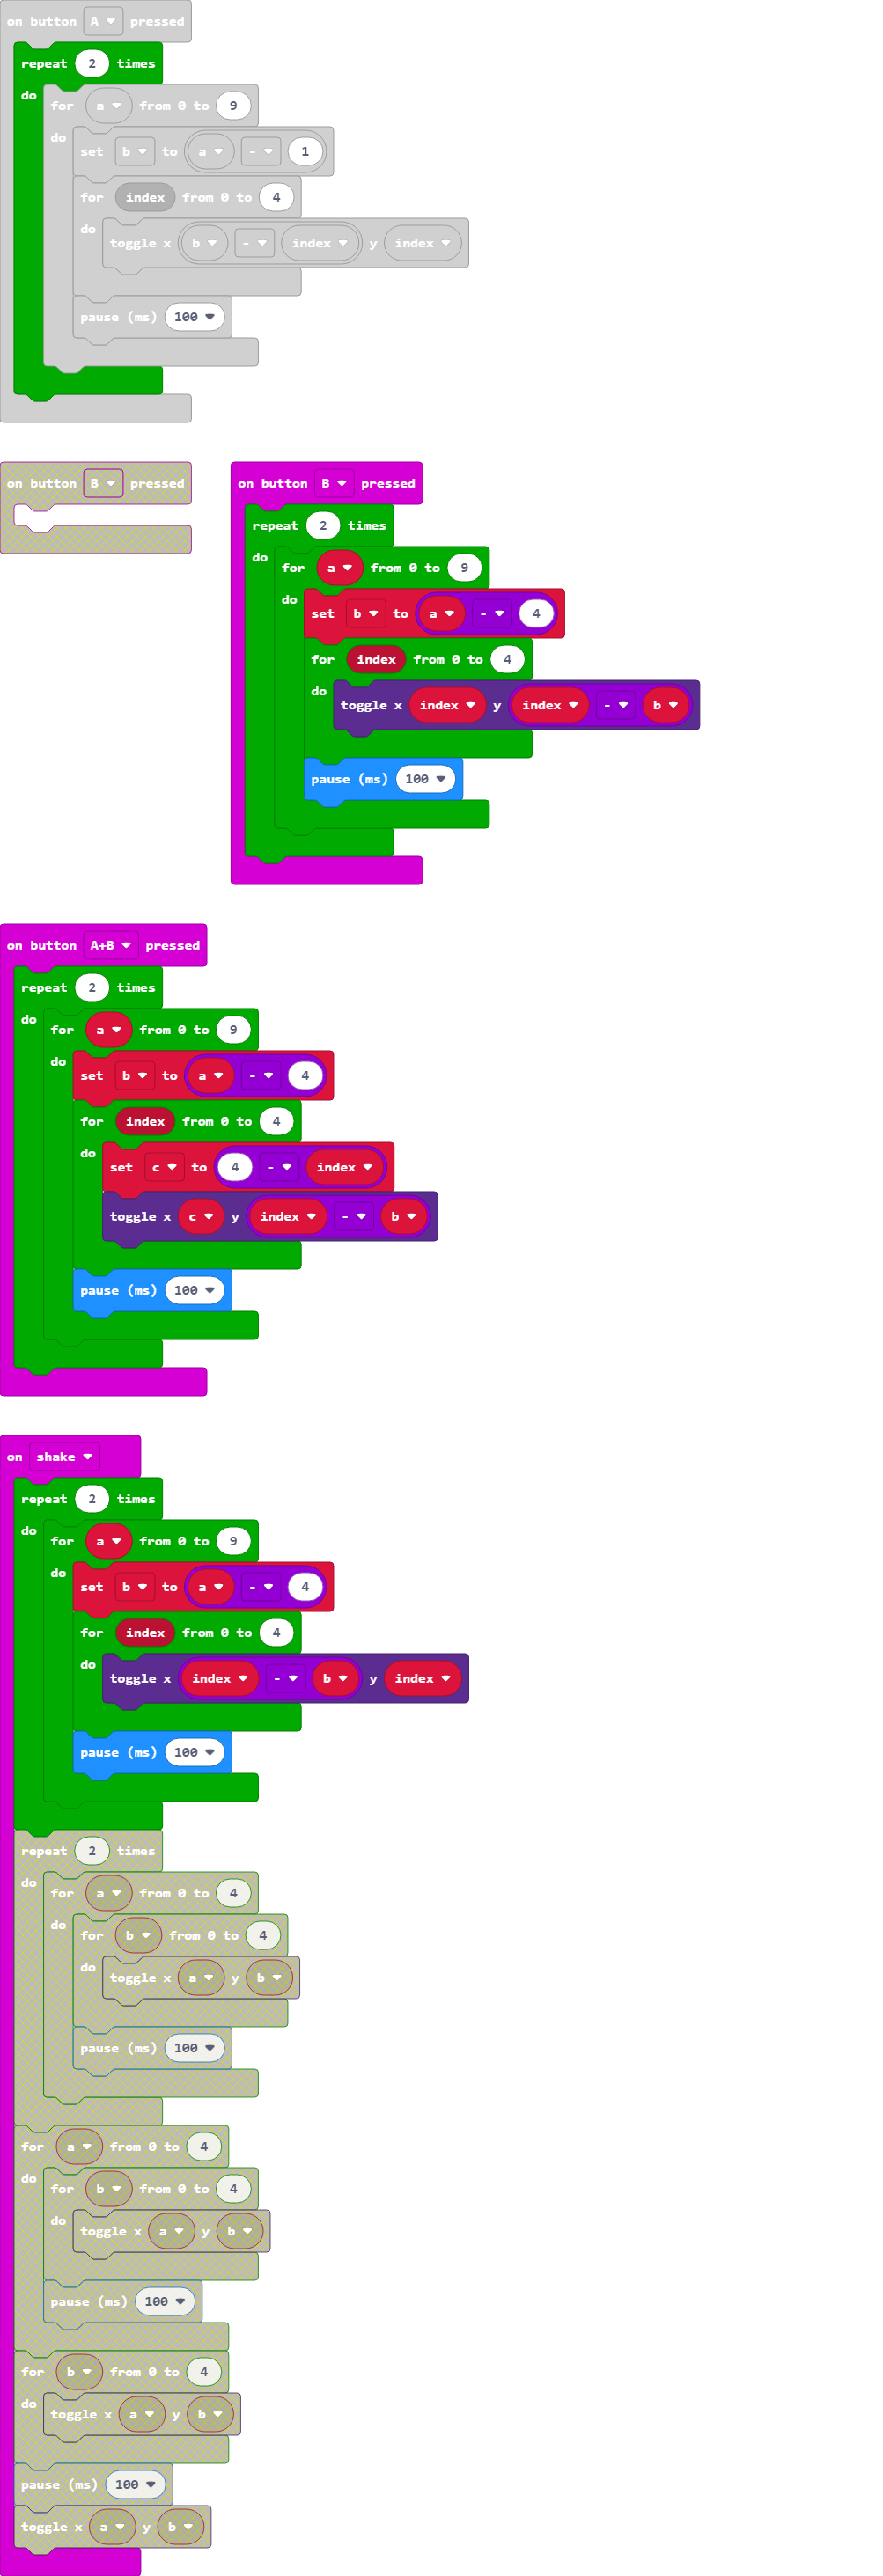 on button A pressed
repeat 2 times
do
for a from 0 to 9
do
set b to a - 1
for index from 0 to 4
do
toggle x b - index y index
pause (ms) 100
on button B pressed
on button B pressed
repeat 2 times
do
for a from 0 to 9
do
set b to a - 4
for index from 0 to 4
do
toggle x index y index - b
pause (ms) 100
on button A+B pressed
repeat 2 times
do
for a from 0 to 9
do
set b to a - 4
for index from 0 to 4
do
set c to 4 - index
toggle x c y index - b
pause (ms) 100
on shake
repeat 2 times
do
for a from 0 to 9
do
set b to a - 4
for index from 0 to 4
do
toggle x index - b y index
pause (ms) 100
repeat 2 times
do
for a from 0 to 4
do
for b from 0 to 4
do
toggle x a y b
pause (ms) 100
for a from 0 to 4
do
for b from 0 to 4
do
toggle x a y b
pause (ms) 100
for b from 0 to 4
do
toggle x a y b
pause (ms) 100
toggle x a y b